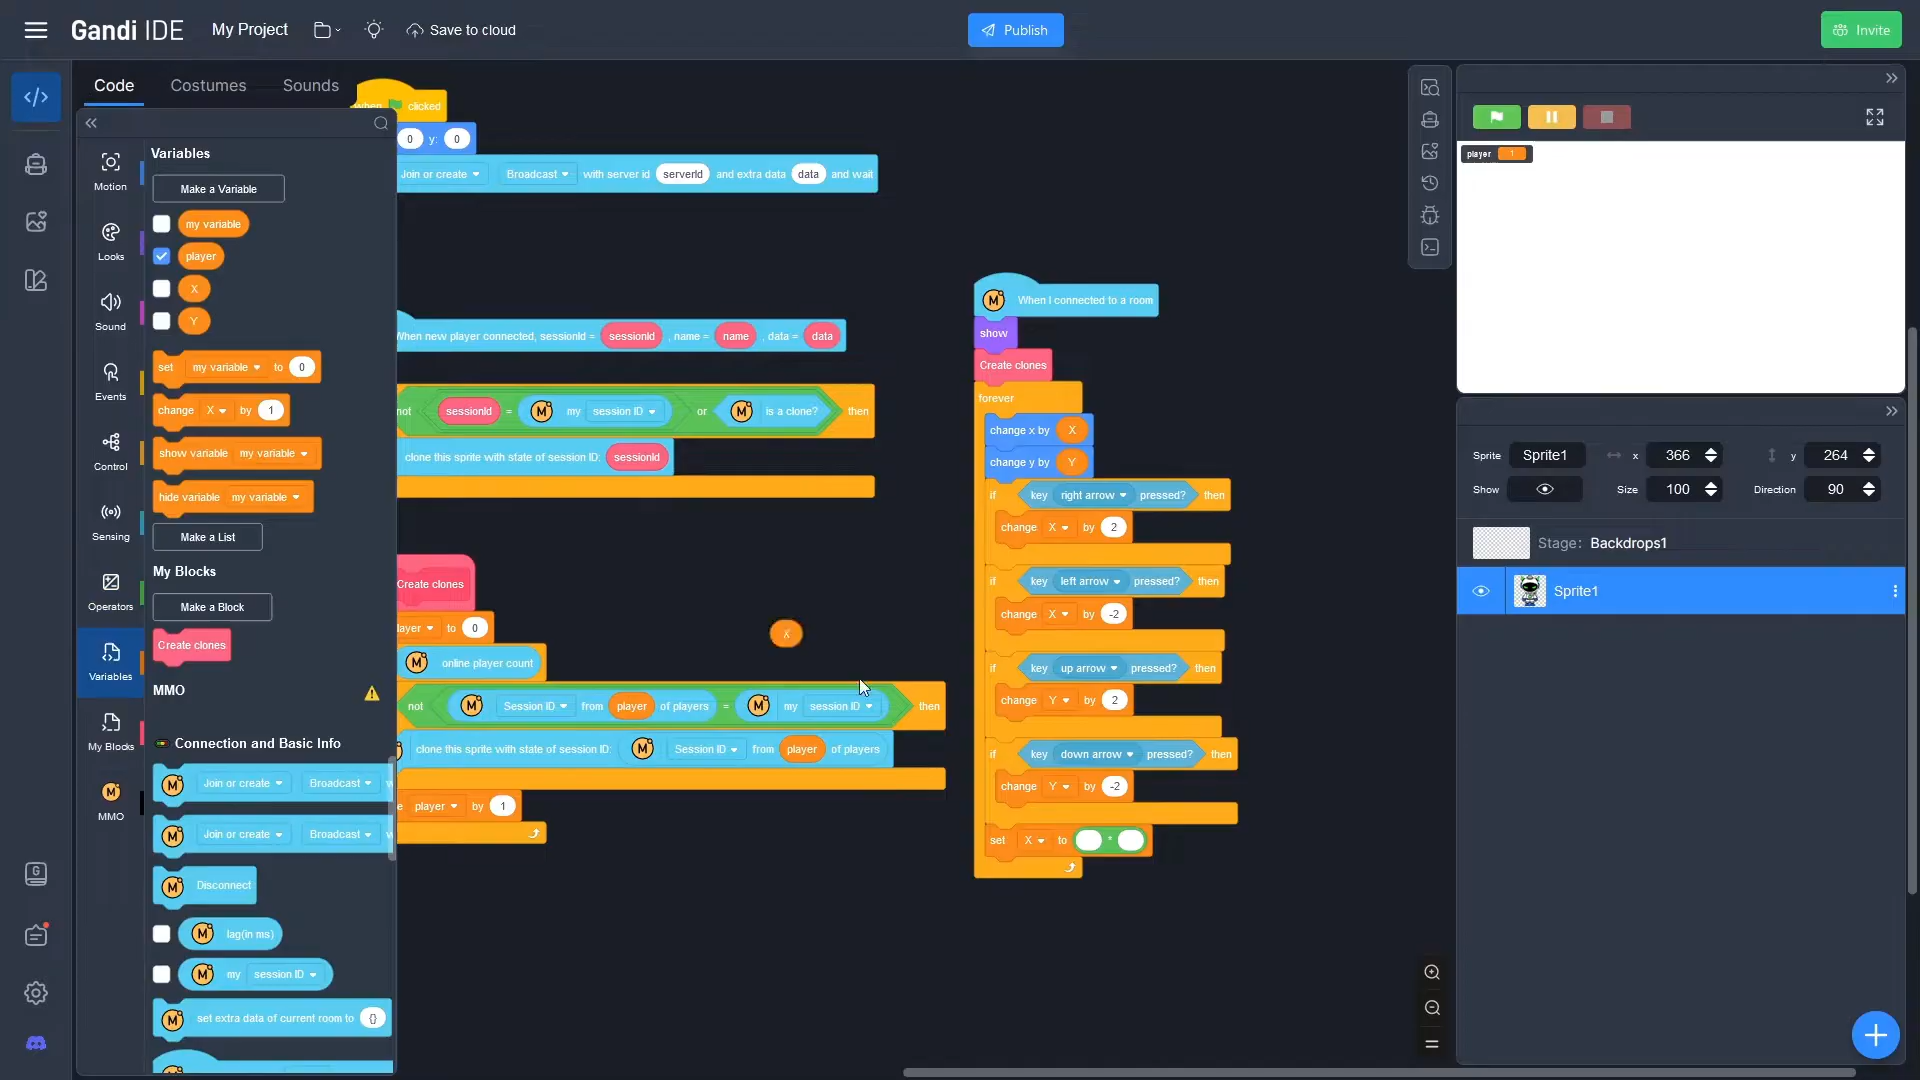 Gandi IDE My Project Save to cloud Publish Invite
Code Costumes Sounds
Variables
Make a Variable
my variable
player
X
Y
set my variable to 0
change X by 1
show variable my variable
hide variable my variable
Make a List
My Blocks
Make a Block
Create clones
MMO
Connection and Basic Info
Join or create Broadcast w
Join or create Broadcast w
Disconnect
lag(in ms)
my session ID
set extra data of current room to {}
Motion
Looks
Sound
Events
Control
Sensing
Operators
Variables
My Blocks
MMO
when clicked
0 y: 0
Join or create Broadcast with server id serverId and extra data data and wait
When new player connected, sessionId = sessionId , name = name , data = data
not sessionId = my session ID or is a clone? then
clone this sprite with state of session ID: sessionId
Create clones
layer to 0
online player count
not Session ID from player of players = my session ID then
clone this sprite with state of session ID: Session ID from player of players
e player by 1
X
When I connected to a room
show
Create clones
forever
change x by X
change y by Y
if key right arrow pressed? then
change X by 2
if key left arrow pressed? then
change X by -2
if key up arrow pressed? then
change Y by 2
if key down arrow pressed? then
change Y by -2
set X to *
player 1
Sprite Sprite1 x 366 y 264
Show Size 100 Direction 90
Stage: Backdrops1
Sprite1